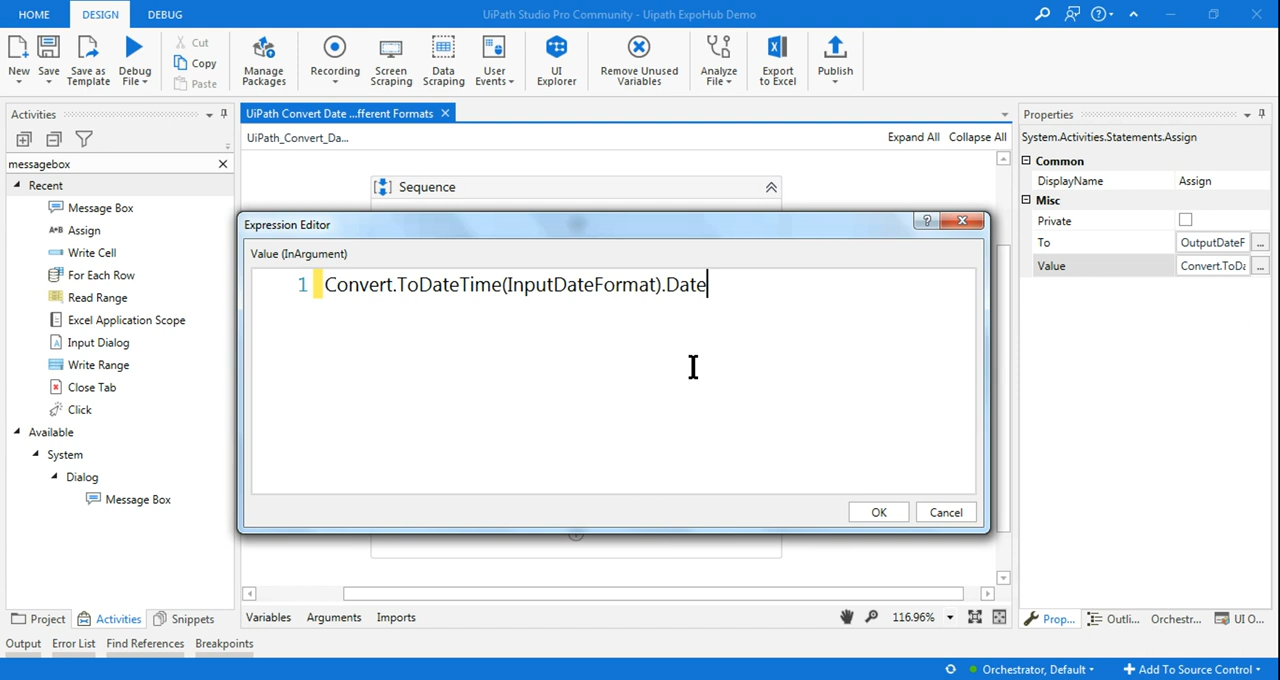 HOME DESIGN DEBUG UiPath Studio Pro Community - Uipath ExpoHub Demo
New Save Save as Template Debug File Cut Copy Paste Manage Packages Recording Screen Scraping Data Scraping User Events UI Explorer Remove Unused Variables Analyze File Export to Excel Publish
Activities
messagebox
Recent
Message Box
Assign
Write Cell
For Each Row
Read Range
Excel Application Scope
Input Dialog
Write Range
Close Tab
Click
Available
System
Dialog
Message Box
UiPath Convert Date ...fferent Formats
UiPath_Convert_Da...
Expand All Collapse All
Sequence
Expression Editor
Value (InArgument)
1 Convert.ToDateTime(InputDateFormat).Date
OK Cancel
Properties
System.Activities.Statements.Assign
Common
DisplayName Assign
Misc
Private
To OutputDateF ...
Value Convert.ToDa ...
Project Activities Snippets
Variables Arguments Imports 116.96%
Prop... Outli... Orchestr... UI O...
Output Error List Find References Breakpoints
Orchestrator, Default Add To Source Control